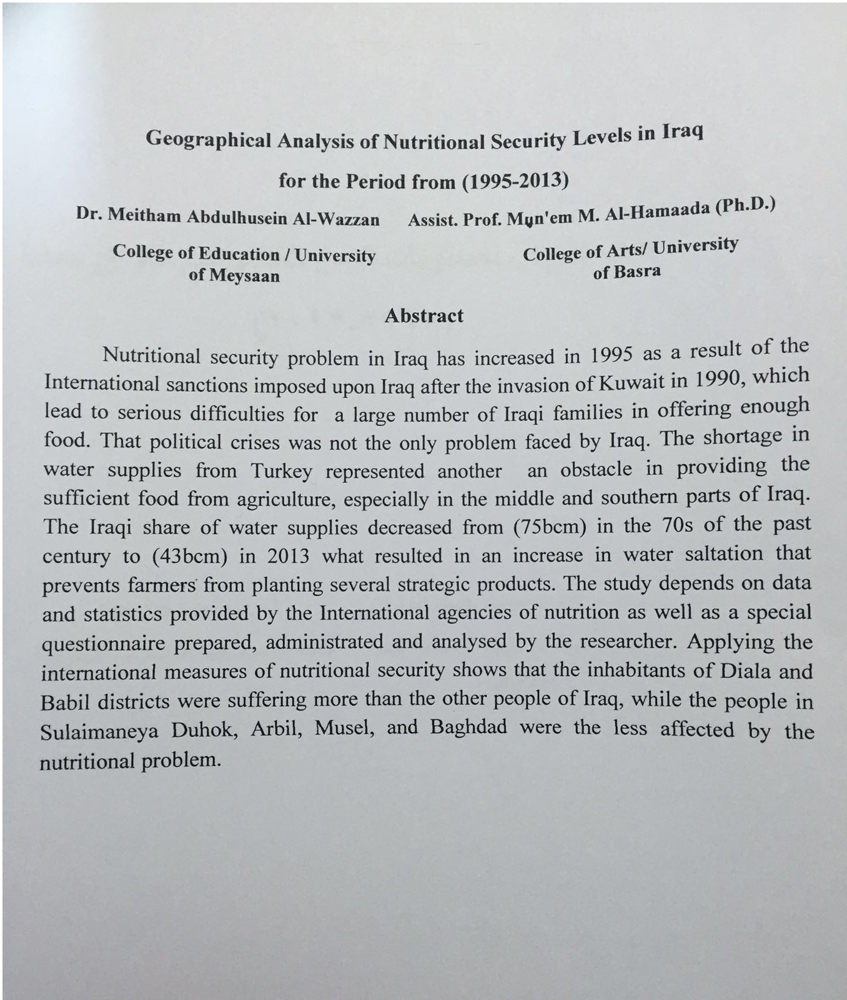 Geographical Analysis of Nutritional Security Levels in Iraq
for the Period from (1995-2013)
Dr. Meitham Abdulhusein Al-Wazzan Assist. Prof. Mun'em M. Al-Hamaada (Ph.D.)
College of Education / University
of Meysaan
College of Arts/ University
of Basra
Abstract
Nutritional security problem in Iraq has increased in 1995 as a result of the
International sanctions imposed upon Iraq after the invasion of Kuwait in 1990, which
lead to serious difficulties for a large number of Iraqi families in offering enough
food. That political crises was not the only problem faced by Iraq. The shortage in
water supplies from Turkey represented another an obstacle in providing the
sufficient food from agriculture, especially in the middle and southern parts of Iraq.
The Iraqi share of water supplies decreased from (75bcm) in the 70s of the past
century to (43bcm) in 2013 what resulted in an increase in water saltation that
prevents farmers from planting several strategic products. The study depends on data
and statistics provided by the International agencies of nutrition as well as a special
questionnaire prepared, administrated and analysed by the researcher. Applying the
international measures of nutritional security shows that the inhabitants of Diala and
Babil districts were suffering more than the other people of Iraq, while the people in
Sulaimaneya Duhok, Arbil, Musel, and Baghdad were the less affected by the
nutritional problem.